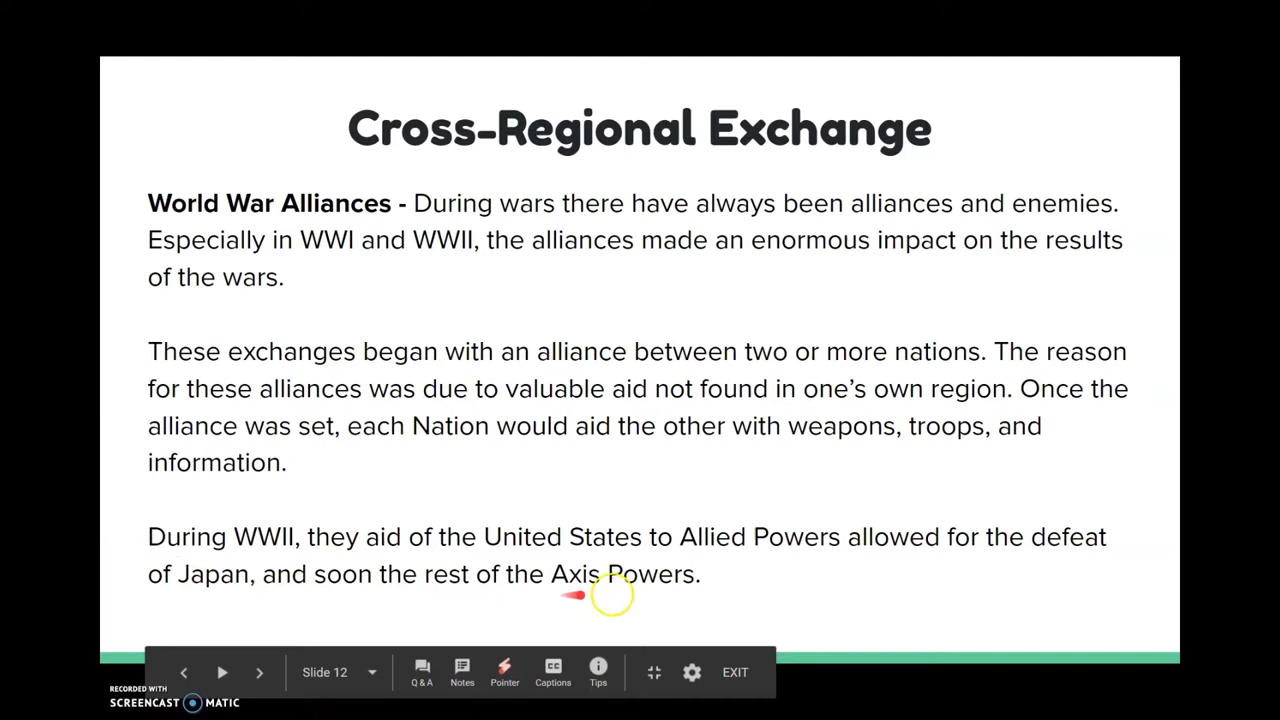 Cross-Regional Exchange
World War Alliances - During wars there have always been alliances and enemies.
Especially in WWI and WWII, the alliances made an enormous impact on the results
of the wars.
These exchanges began with an alliance between two or more nations. The reason
for these alliances was due to valuable aid not found in one’s own region. Once the
alliance was set, each Nation would aid the other with weapons, troops, and
information.
During WWII, they aid of the United States to Allied Powers allowed for the defeat
of Japan, and soon the rest of the Axis Powers.
Slide 12
Q & A
Notes
Pointer
CC
Captions
Tips
EXIT
RECORDED WITH
SCREENCAST MATIC